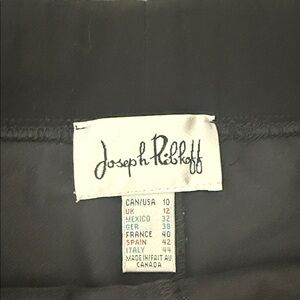 Joseph Ribkoff
CAN/USA 10
UK 12
MEXICO 32
GER 38
FRANCE 40
SPAIN 42
ITALY 44
MADE IN/FAIT AU
CANADA